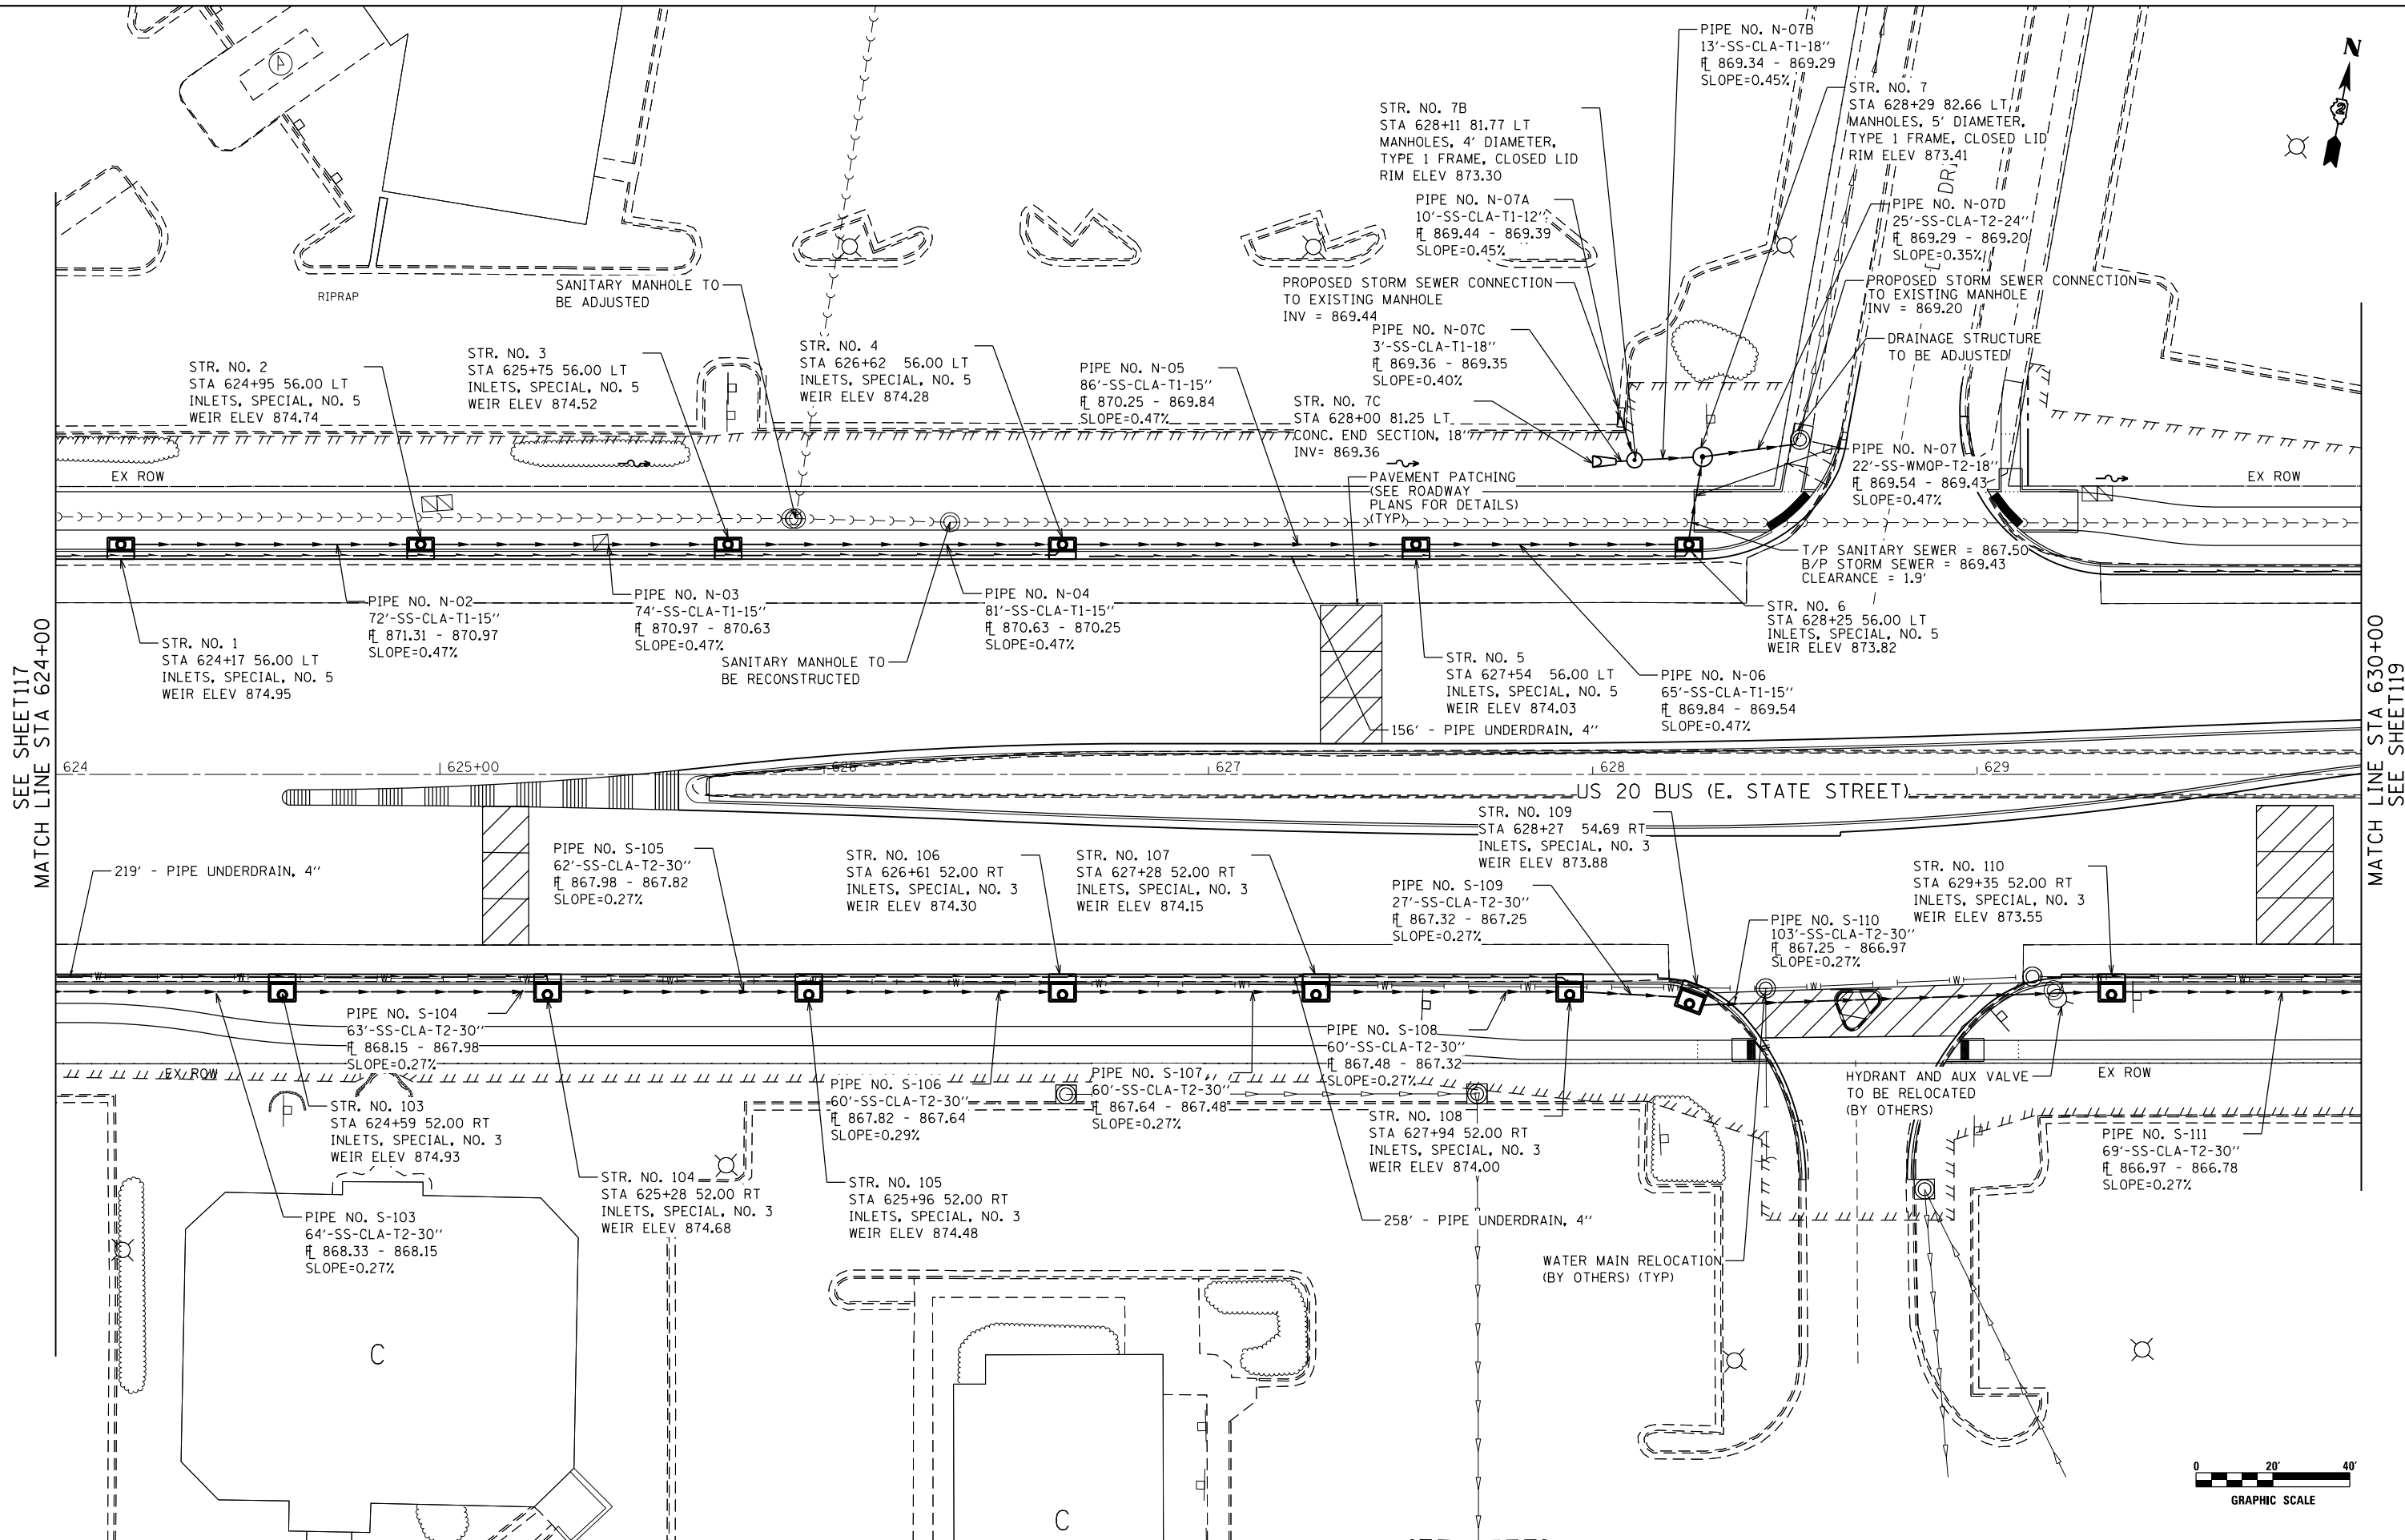 PIPE NO. N-07B
13'-SS-CLA-T1-18''
FL 869.34 - 869.29
SLOPE=0.45%
N
2
STR. NO. 7
STA 628+29 82.66 LT
MANHOLES, 5' DIAMETER,
TYPE 1 FRAME, CLOSED LID
RIM ELEV 873.41
DR
STR. NO. 7B
STA 628+11 81.77 LT
MANHOLES, 4' DIAMETER,
TYPE 1 FRAME, CLOSED LID
RIM ELEV 873.30
PIPE NO. N-07A
10'-SS-CLA-T1-12''
FL 869.44 - 869.39
SLOPE=0.45%
PIPE NO. N-07D
25'-SS-CLA-T2-24''
FL 869.29 - 869.20
SLOPE=0.35%
PROPOSED STORM SEWER CONNECTION
TO EXISTING MANHOLE
INV = 869.44
PROPOSED STORM SEWER CONNECTION
TO EXISTING MANHOLE
INV = 869.20
SANITARY MANHOLE TO
BE ADJUSTED
RIPRAP
PIPE NO. N-07C
3'-SS-CLA-T1-18''
FL 869.36 - 869.35
SLOPE=0.40%
DRAINAGE STRUCTURE
TO BE ADJUSTED
STR. NO. 2
STA 624+95 56.00 LT
INLETS, SPECIAL, NO. 5
WEIR ELEV 874.74
STR. NO. 3
STA 625+75 56.00 LT
INLETS, SPECIAL, NO. 5
WEIR ELEV 874.52
STR. NO. 4
STA 626+62 56.00 LT
INLETS, SPECIAL, NO. 5
WEIR ELEV 874.28
PIPE NO. N-05
86'-SS-CLA-T1-15''
FL 870.25 - 869.84
SLOPE=0.47%
STR. NO. 7C
STA 628+00 81.25 LT
CONC. END SECTION, 18''
INV= 869.36
PIPE NO. N-07
22'-SS-WMQP-T2-18''
FL 869.54 - 869.43
SLOPE=0.47%
EX ROW
PAVEMENT PATCHING
(SEE ROADWAY
PLANS FOR DETAILS)
(TYP)
EX ROW
T/P SANITARY SEWER = 867.50
B/P STORM SEWER = 869.43
CLEARANCE = 1.9'
PIPE NO. N-02
72'-SS-CLA-T1-15''
FL 871.31 - 870.97
SLOPE=0.47%
PIPE NO. N-03
74'-SS-CLA-T1-15''
FL 870.97 - 870.63
SLOPE=0.47%
PIPE NO. N-04
81'-SS-CLA-T1-15''
FL 870.63 - 870.25
SLOPE=0.47%
STR. NO. 6
STA 628+25 56.00 LT
INLETS, SPECIAL, NO. 5
WEIR ELEV 873.82
STR. NO. 1
STA 624+17 56.00 LT
INLETS, SPECIAL, NO. 5
WEIR ELEV 874.95
SANITARY MANHOLE TO
BE RECONSTRUCTED
STR. NO. 5
STA 627+54 56.00 LT
INLETS, SPECIAL, NO. 5
WEIR ELEV 874.03
PIPE NO. N-06
65'-SS-CLA-T1-15''
FL 869.84 - 869.54
SLOPE=0.47%
156' - PIPE UNDERDRAIN, 4''
SEE SHEET117
MATCH LINE STA 624+00
MATCH LINE STA 630+00
SEE SHEET119
624
625+00
626
627
628
629
US 20 BUS (E. STATE STREET)
219' - PIPE UNDERDRAIN, 4''
PIPE NO. S-105
62'-SS-CLA-T2-30''
FL 867.98 - 867.82
SLOPE=0.27%
STR. NO. 106
STA 626+61 52.00 RT
INLETS, SPECIAL, NO. 3
WEIR ELEV 874.30
STR. NO. 107
STA 627+28 52.00 RT
INLETS, SPECIAL, NO. 3
WEIR ELEV 874.15
STR. NO. 109
STA 628+27 54.69 RT
INLETS, SPECIAL, NO. 3
WEIR ELEV 873.88
PIPE NO. S-109
27'-SS-CLA-T2-30''
FL 867.32 - 867.25
SLOPE=0.27%
STR. NO. 110
STA 629+35 52.00 RT
INLETS, SPECIAL, NO. 3
WEIR ELEV 873.55
PIPE NO. S-110
103'-SS-CLA-T2-30''
FL 867.25 - 866.97
SLOPE=0.27%
PIPE NO. S-104
63'-SS-CLA-T2-30''
FL 868.15 - 867.98
SLOPE=0.27%
EX ROW
PIPE NO. S-108
60'-SS-CLA-T2-30''
FL 867.48 - 867.32
SLOPE=0.27%
PIPE NO. S-106
60'-SS-CLA-T2-30''
FL 867.82 - 867.64
SLOPE=0.29%
PIPE NO. S-107
60'-SS-CLA-T2-30''
FL 867.64 - 867.48
SLOPE=0.27%
HYDRANT AND AUX VALVE
TO BE RELOCATED
(BY OTHERS)
EX ROW
STR. NO. 103
STA 624+59 52.00 RT
INLETS, SPECIAL, NO. 3
WEIR ELEV 874.93
STR. NO. 108
STA 627+94 52.00 RT
INLETS, SPECIAL, NO. 3
WEIR ELEV 874.00
PIPE NO. S-111
69'-SS-CLA-T2-30''
FL 866.97 - 866.78
SLOPE=0.27%
STR. NO. 104
STA 625+28 52.00 RT
INLETS, SPECIAL, NO. 3
WEIR ELEV 874.68
STR. NO. 105
STA 625+96 52.00 RT
INLETS, SPECIAL, NO. 3
WEIR ELEV 874.48
PIPE NO. S-103
64'-SS-CLA-T2-30''
FL 868.33 - 868.15
SLOPE=0.27%
258' - PIPE UNDERDRAIN, 4''
WATER MAIN RELOCATION
(BY OTHERS) (TYP)
C
C
0 20' 40'
GRAPHIC SCALE